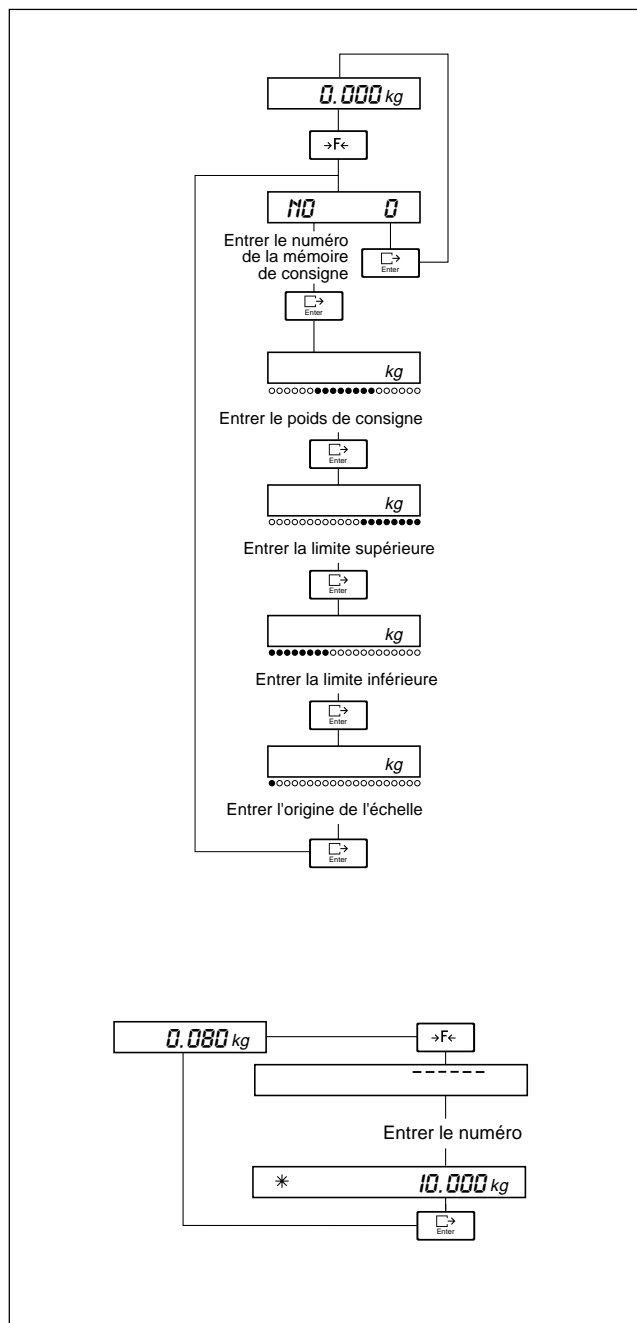 0.000 kg
→F←
NO 0
Entrer le numéro
de la mémoire
de consigne
Enter
Enter
kg
Entrer le poids de consigne
Enter
kg
Entrer la limite supérieure
Enter
kg
Entrer la limite inférieure
Enter
kg
Entrer l'origine de l'échelle
Enter
0.080 kg
→F←
------
Entrer le numéro
✳ 10.000 kg
Enter